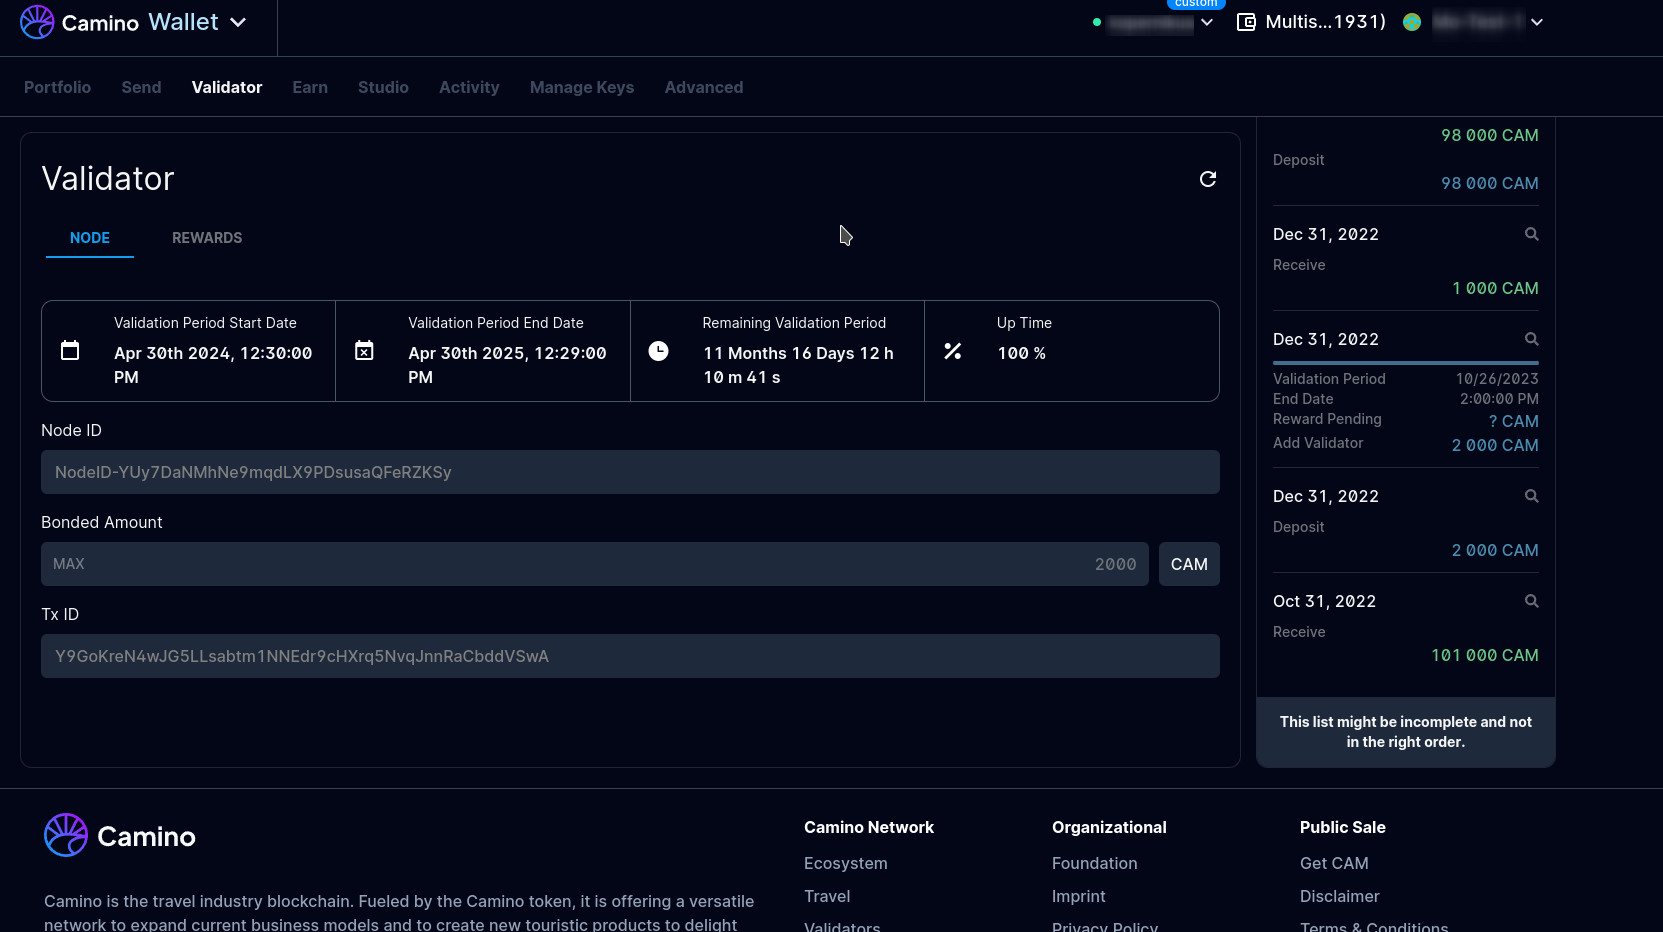 Camino Wallet
custom
Multis...1931)
Portfolio Send Validator Earn Studio Activity Manage Keys Advanced
Validator
NODE REWARDS
Validation Period Start Date
Apr 30th 2024, 12:30:00
PM
Validation Period End Date
Apr 30th 2025, 12:29:00
PM
Remaining Validation Period
11 Months 16 Days 12 h
10 m 41 s
Up Time
100 %
Node ID
NodeID-YUy7DaNMhNe9mqdLX9PDsusaQFeRZKSy
Bonded Amount
MAX 2000 CAM
Tx ID
Y9GoKreN4wJG5LLsabtm1NNEdr9cHXrq5NvqJnnRaCbddVSwA
98 000 CAM
Deposit
98 000 CAM
Dec 31, 2022
Receive
1 000 CAM
Dec 31, 2022
Validation Period 10/26/2023
End Date 2:00:00 PM
Reward Pending ? CAM
Add Validator 2 000 CAM
Dec 31, 2022
Deposit
2 000 CAM
Oct 31, 2022
Receive
101 000 CAM
This list might be incomplete and not
in the right order.
Camino
Camino is the travel industry blockchain. Fueled by the Camino token, it is offering a versatile
network to expand current business models and to create new touristic products to delight
Camino Network
Ecosystem
Travel
Validators
Organizational
Foundation
Imprint
Privacy Policy
Public Sale
Get CAM
Disclaimer
Terms & Conditions